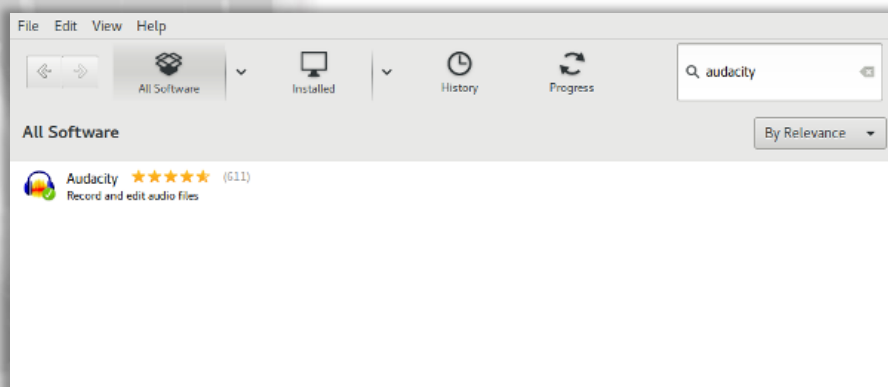 File Edit View Help
All Software Installed History Progress audacity
All Software By Relevance
Audacity (611)
Record and edit audio files